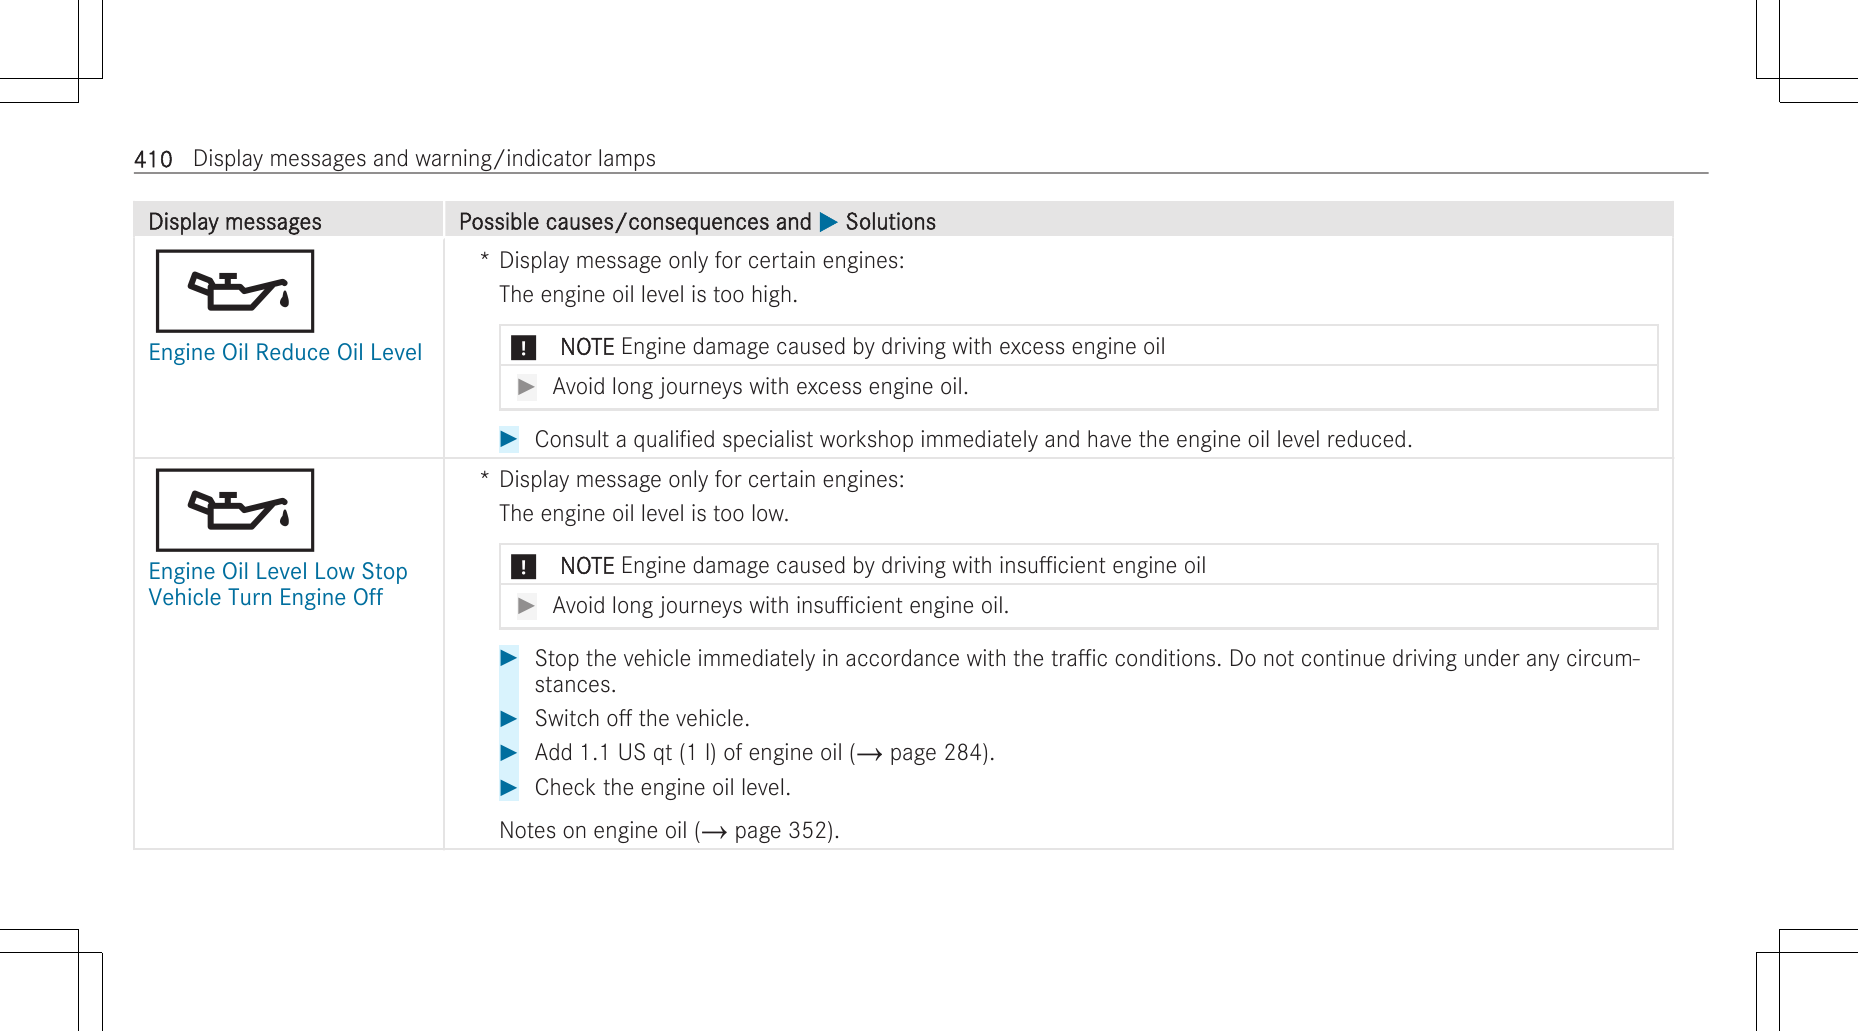 410 Display messages and warning/indicator lamps
Display messages
Possible causes/consequences and ▶ Solutions
Engine Oil Reduce Oil Level
* Display message only for certain engines:
The engine oil level is too high.
! NOTE Engine damage caused by driving with excess engine oil
▶ Avoid long journeys with excess engine oil.
▶ Consult a qualified specialist workshop immediately and have the engine oil level reduced.
Engine Oil Level Low Stop
Vehicle Turn Engine Off
* Display message only for certain engines:
The engine oil level is too low.
! NOTE Engine damage caused by driving with insufficient engine oil
▶ Avoid long journeys with insufficient engine oil.
▶ Stop the vehicle immediately in accordance with the traffic conditions. Do not continue driving under any circum-
stances.
▶ Switch off the vehicle.
▶ Add 1.1 US qt (1 l) of engine oil (→ page 284).
▶ Check the engine oil level.
Notes on engine oil (→ page 352).